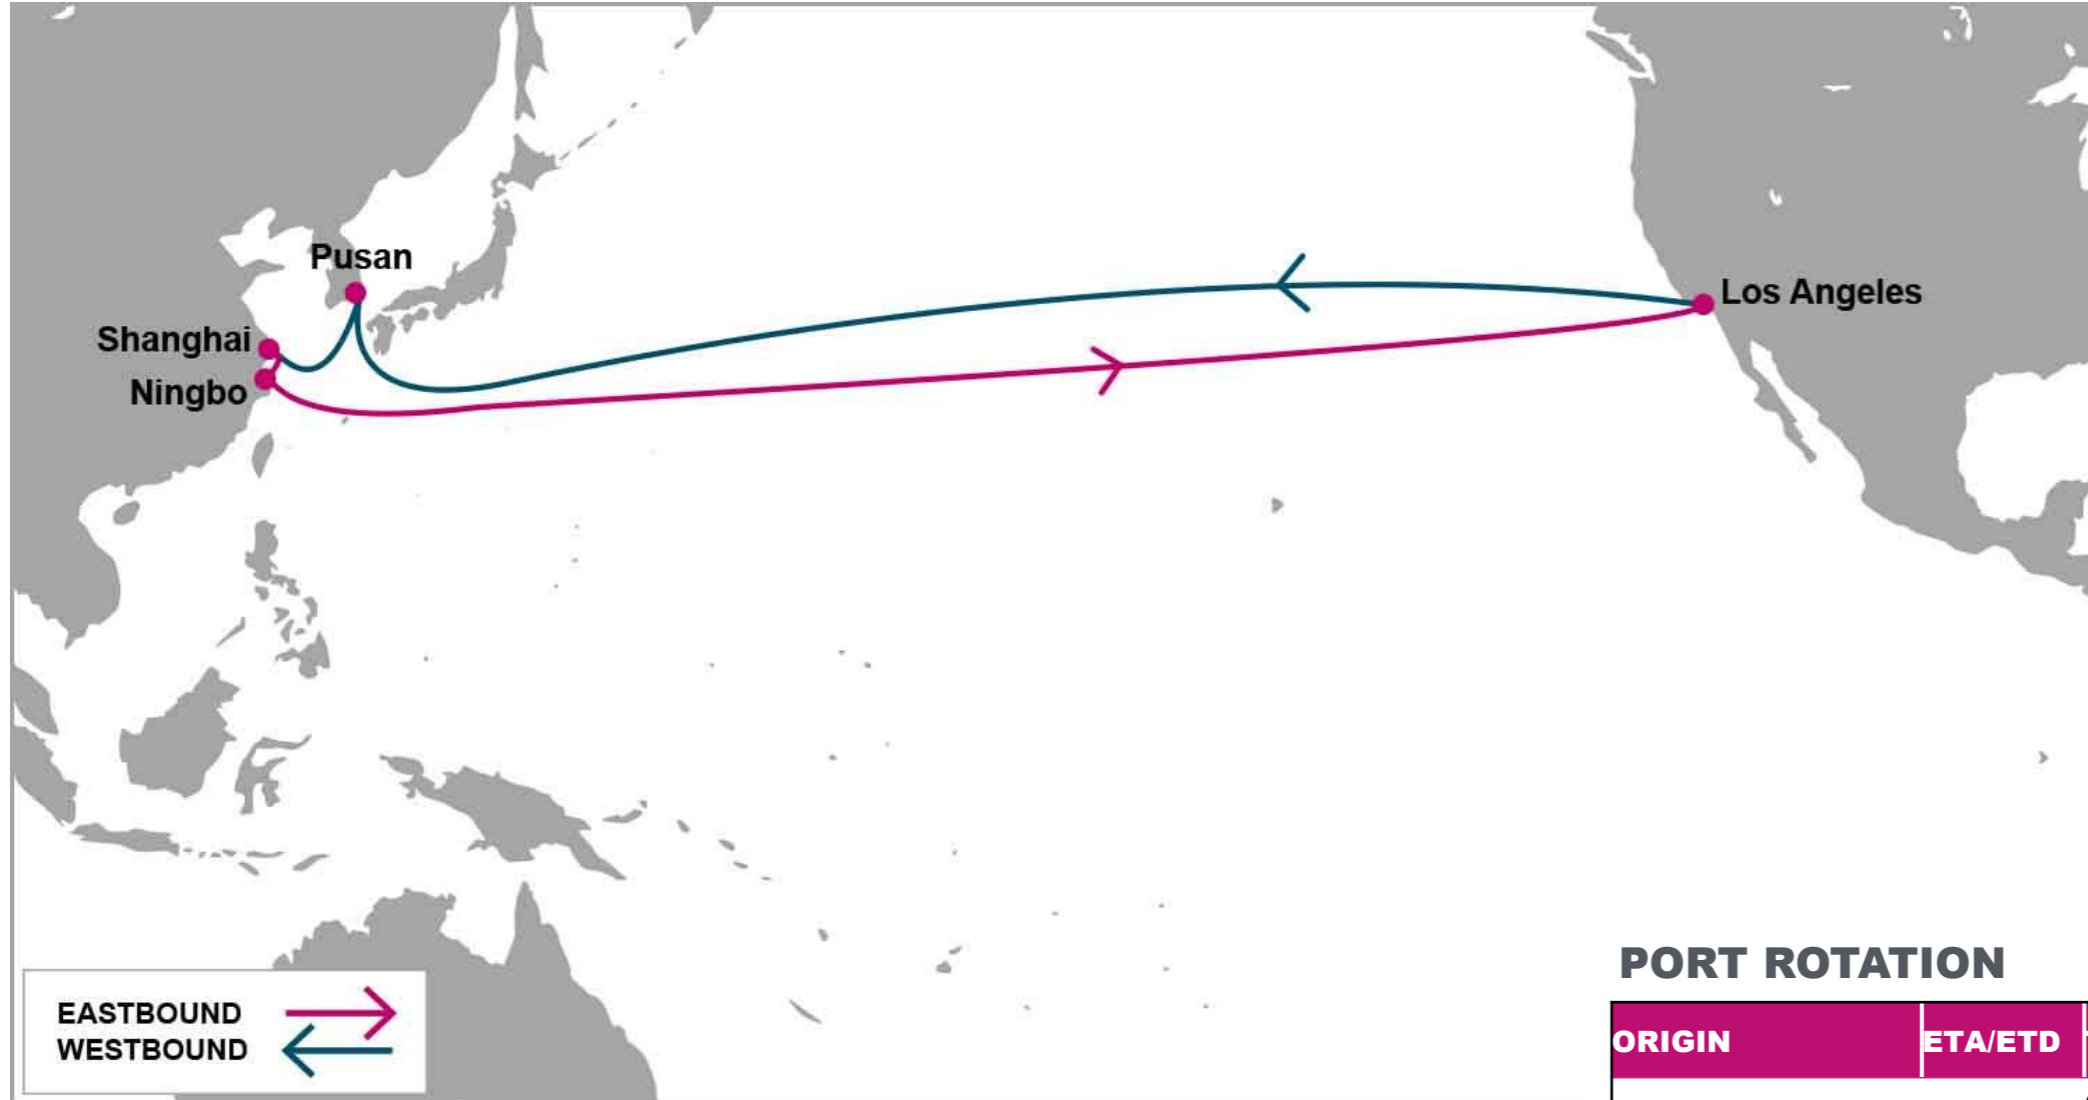 Pusan
Los Angeles
Shanghai
Ningbo
PORT ROTATION
EASTBOUND
WESTBOUND
ORIGIN ETA/ETD